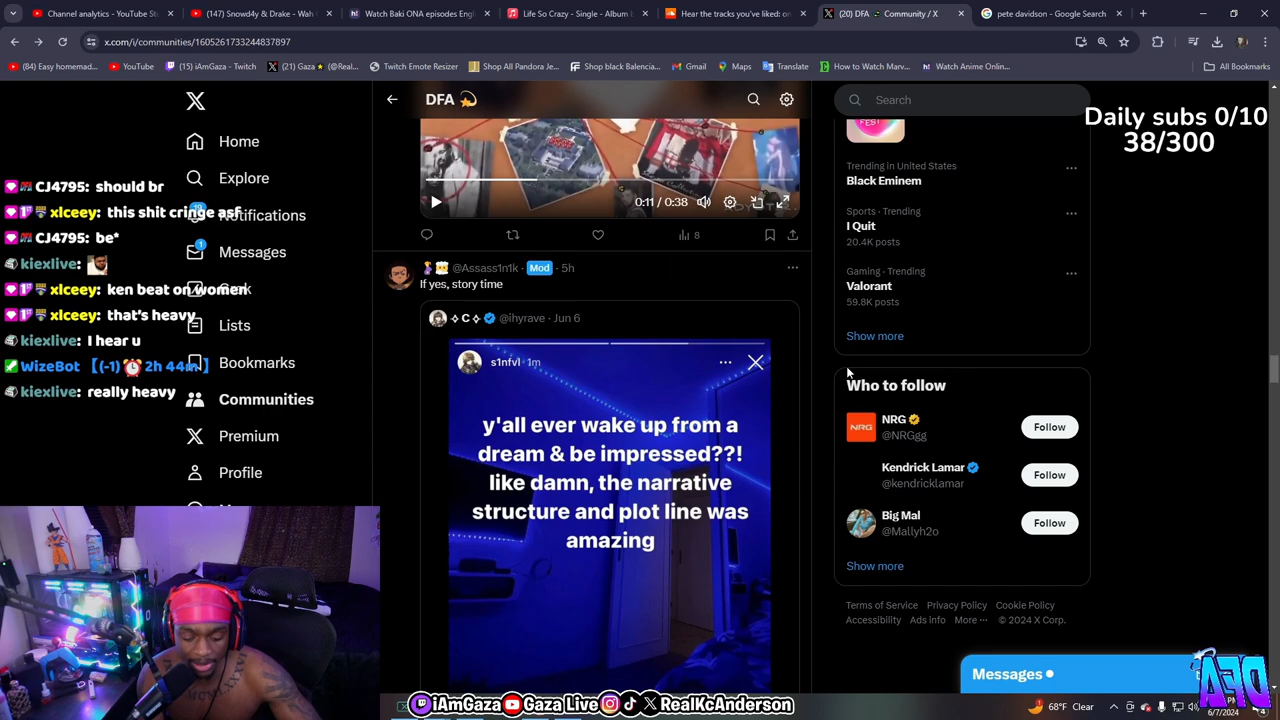 Channel analytics - YouTube St
(147) Snowd4y & Drake - Wah G
Watch Baki ONA episodes Engl
Life So Crazy - Single - Album b
Hear the tracks you've liked: on
(20) DFA Community / X
pete davidson - Google Search
x.com/i/communities/1605261733244837897
(84) Easy homemad...
YouTube
(15) iAmGaza - Twitch
(21) Gaza★ (@Real...
Twitch Emote Resizer
Shop All Pandora Je...
Shop black Balencia...
Gmail
Maps
Translate
How to Watch Marv...
Watch Anime Onlin...
All Bookmarks
Home
Explore
Notifications
19
Messages
1
Lists
Bookmarks
Communities
Premium
Profile
CJ4795: should br
xlceey: this shit cringe asf
CJ4795: be*
kiexlive:
xlceey: ken beat on women
xlceey: that's heavy
kiexlive: I hear u
WizeBot 【(-1)⏰ 2h 44m】
kiexlive: really heavy
DFA 💫
0:11 / 0:38
8
@Assass1n1k · Mod · 5h
If yes, story time
✧ C ✧ @ihyrave · Jun 6
s1nfvl 1m
y'all ever wake up from a
dream & be impressed??!
like damn, the narrative
structure and plot line was
amazing
Search
Daily subs 0/10
38/300
FEST
Trending in United States
Black Eminem
Sports · Trending
I Quit
20.4K posts
Gaming · Trending
Valorant
59.8K posts
Show more
Who to follow
NRG
@NRGgg
Follow
Kendrick Lamar
@kendricklamar
Follow
Big Mal
@Mallyh2o
Follow
Show more
Terms of Service Privacy Policy Cookie Policy
Accessibility Ads info More ··· © 2024 X Corp.
Messages
iAmGaza Gaza Live RealKcAnderson
68°F Clear
6/7/2024